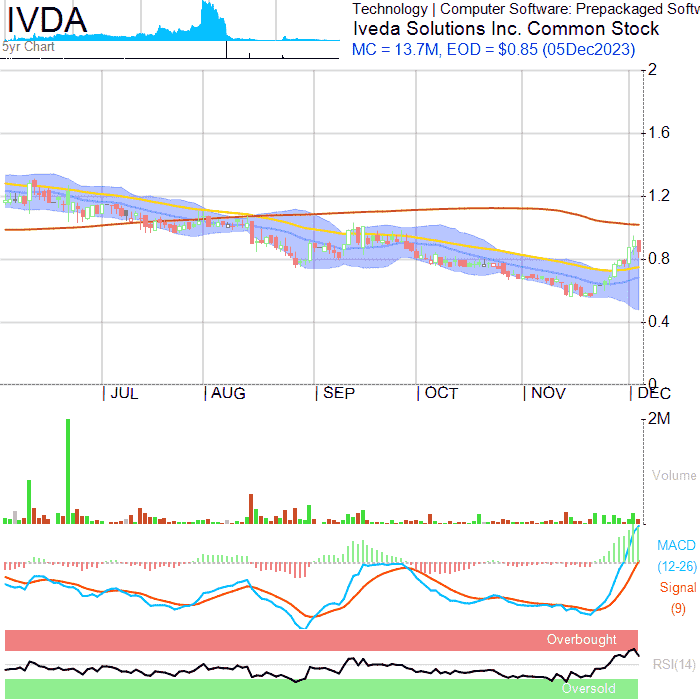 IVDA
5yr Chart
Technology | Computer Software: Prepackaged Softw
Iveda Solutions Inc. Common Stock
MC = 13.7M, EOD = $0.85 (05Dec2023)
2
1.6
1.2
0.8
0.4
0
JUL AUG SEP OCT NOV DEC
2M
Volume
MACD
(12-26)
Signal
(9)
Overbought
RSI(14)
Oversold